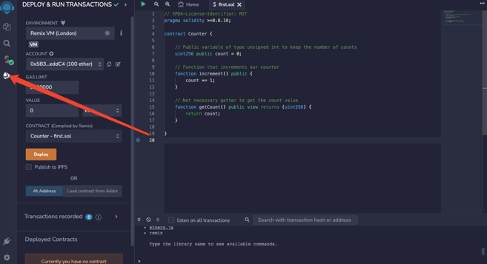 DEPLOY & RUN TRANSACTIONS
ENVIRONMENT
Remix VM (London)
VM
ACCOUNT
0x5B3...eddC4 (100 ether)
GAS LIMIT
VALUE
0
CONTRACT (Compiled by Remix)
Counter - first.sol
Deploy
Publish to IPFS
OR
At Address
Load contract from Addre
Transactions recorded 0
Deployed Contracts
Currently you have no contract
Home
first.sol
1 // SPDX-License-Identifier: MIT
2 pragma solidity >=0.8.18;
3
4 contract Counter {
5
6 // Public variable of type unsigned int to keep the number of counts
7 uint256 public count = 0;
8
9 // Function that increments our counter
10 function increment() public {
11 count += 1;
12 }
13
14 // Not necessary getter to get the count value
15 function getCount() public view returns (uint256) {
16 return count;
17 }
18
19 }
20
0
listen on all transactions
Search with transaction hash or address
ethers.js
remix
Type the library name to see available commands.
>